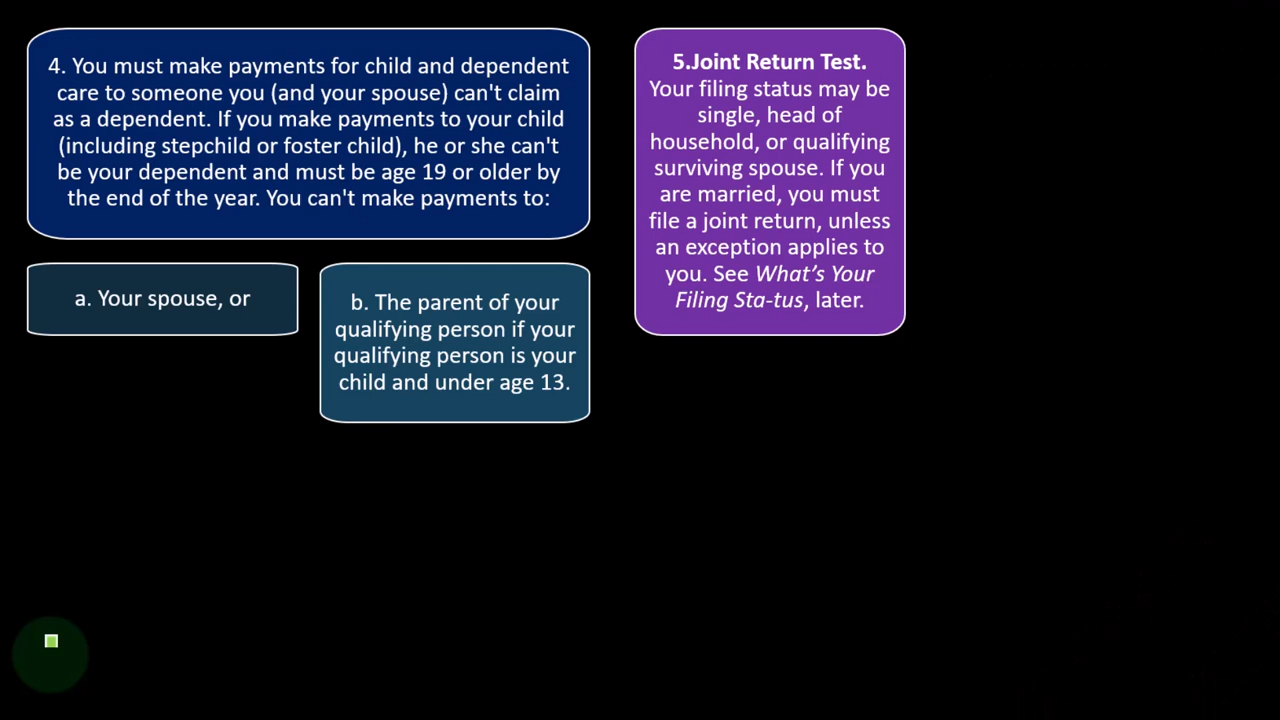 4. You must make payments for child and dependent
care to someone you (and your spouse) can't claim
as a dependent. If you make payments to your child
(including stepchild or foster child), he or she can't
be your dependent and must be age 19 or older by
the end of the year. You can't make payments to:
a. Your spouse, or
b. The parent of your
qualifying person if your
qualifying person is your
child and under age 13.
5.Joint Return Test.
Your filing status may be
single, head of
household, or qualifying
surviving spouse. If you
are married, you must
file a joint return, unless
an exception applies to
you. See What’s Your
Filing Sta-tus, later.